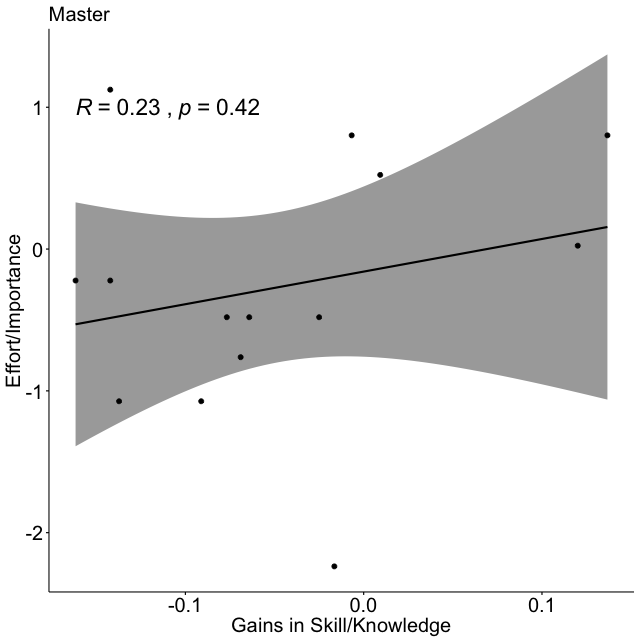 Master
R = 0.23 , p = 0.42
Effort/Importance
1
0
-1
-2
-0.1
0.0
0.1
Gains in Skill/Knowledge